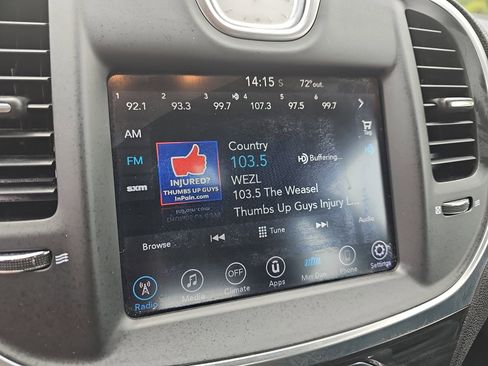 14:15 S 72° out.
1 2 3 4 5 6
92.1 93.3 99.7 107.3 97.5 99.7
AM
FM
sxm
INJURED?
THUMBS UP GUYS
InPain.com
Country
103.5
Buffering...
WEZL
103.5 The Weasel
Thumbs Up Guys Injury L...
Tag
Browse
Tune
Audio
Radio
Media
OFF
Climate
Apps
Phone
Settings